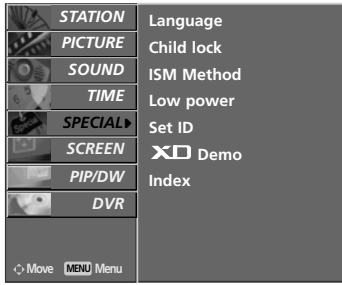 STATION
PICTURE
SOUND
TIME
SPECIAL
SCREEN
PIP/DW
DVR
Move MENU Menu
Language
Child lock
ISM Method
Low power
Set ID
XD Demo
Index